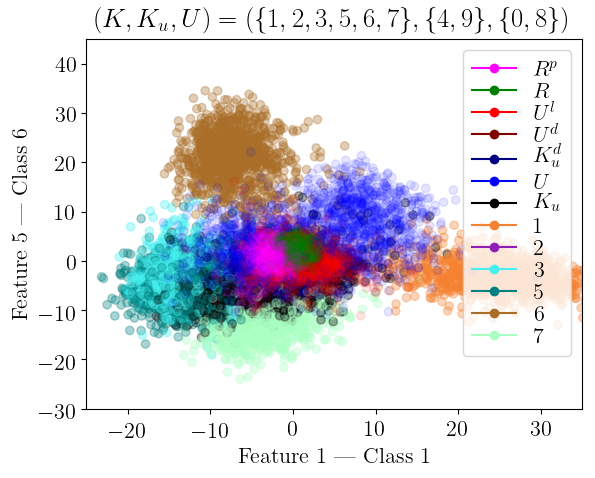 (K, K_u, U) = ({1, 2, 3, 5, 6, 7}, {4, 9}, {0, 8})
Feature 5 — Class 6
40
30
20
10
0
−10
−20
−30
−20
−10
0
10
20
30
Feature 1 — Class 1
R^p
R
U^l
U^d
K_u^d
U
K_u
1
2
3
5
6
7